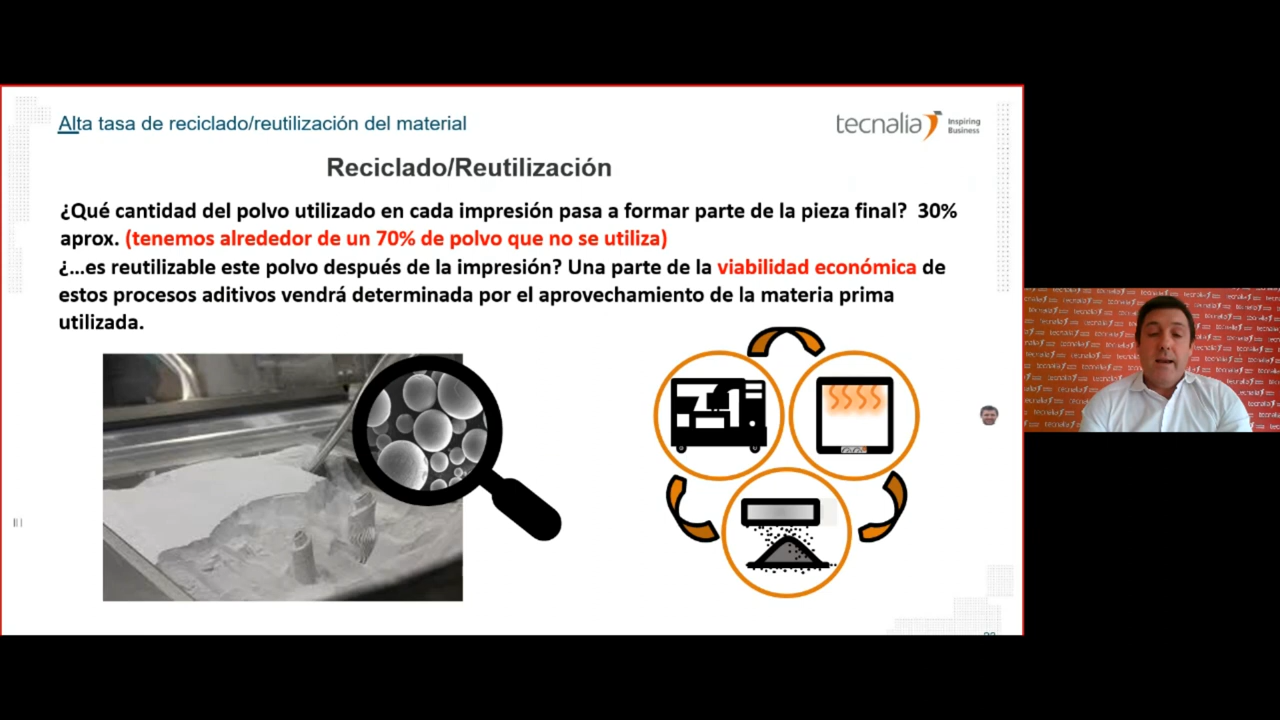 Alta tasa de reciclado/reutilización del material
tecnalia
Inspiring
Business
Reciclado/Reutilización
¿Qué cantidad del polvo utilizado en cada impresión pasa a formar parte de la pieza final? 30%
aprox. (tenemos alrededor de un 70% de polvo que no se utiliza)
¿...es reutilizable este polvo después de la impresión? Una parte de la viabilidad económica de
estos procesos aditivos vendrá determinada por el aprovechamiento de la materia prima
utilizada.